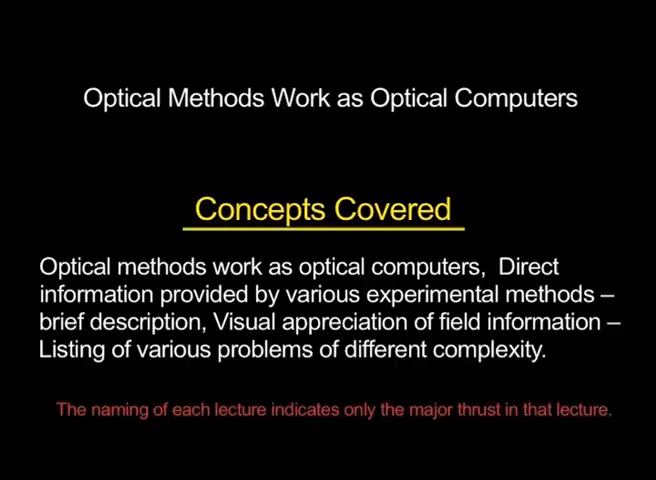 Optical Methods Work as Optical Computers
Concepts Covered
Optical methods work as optical computers,  Direct
information provided by various experimental methods –
brief description, Visual appreciation of field information –
Listing of various problems of different complexity.
The naming of each lecture indicates only the major thrust in that lecture.